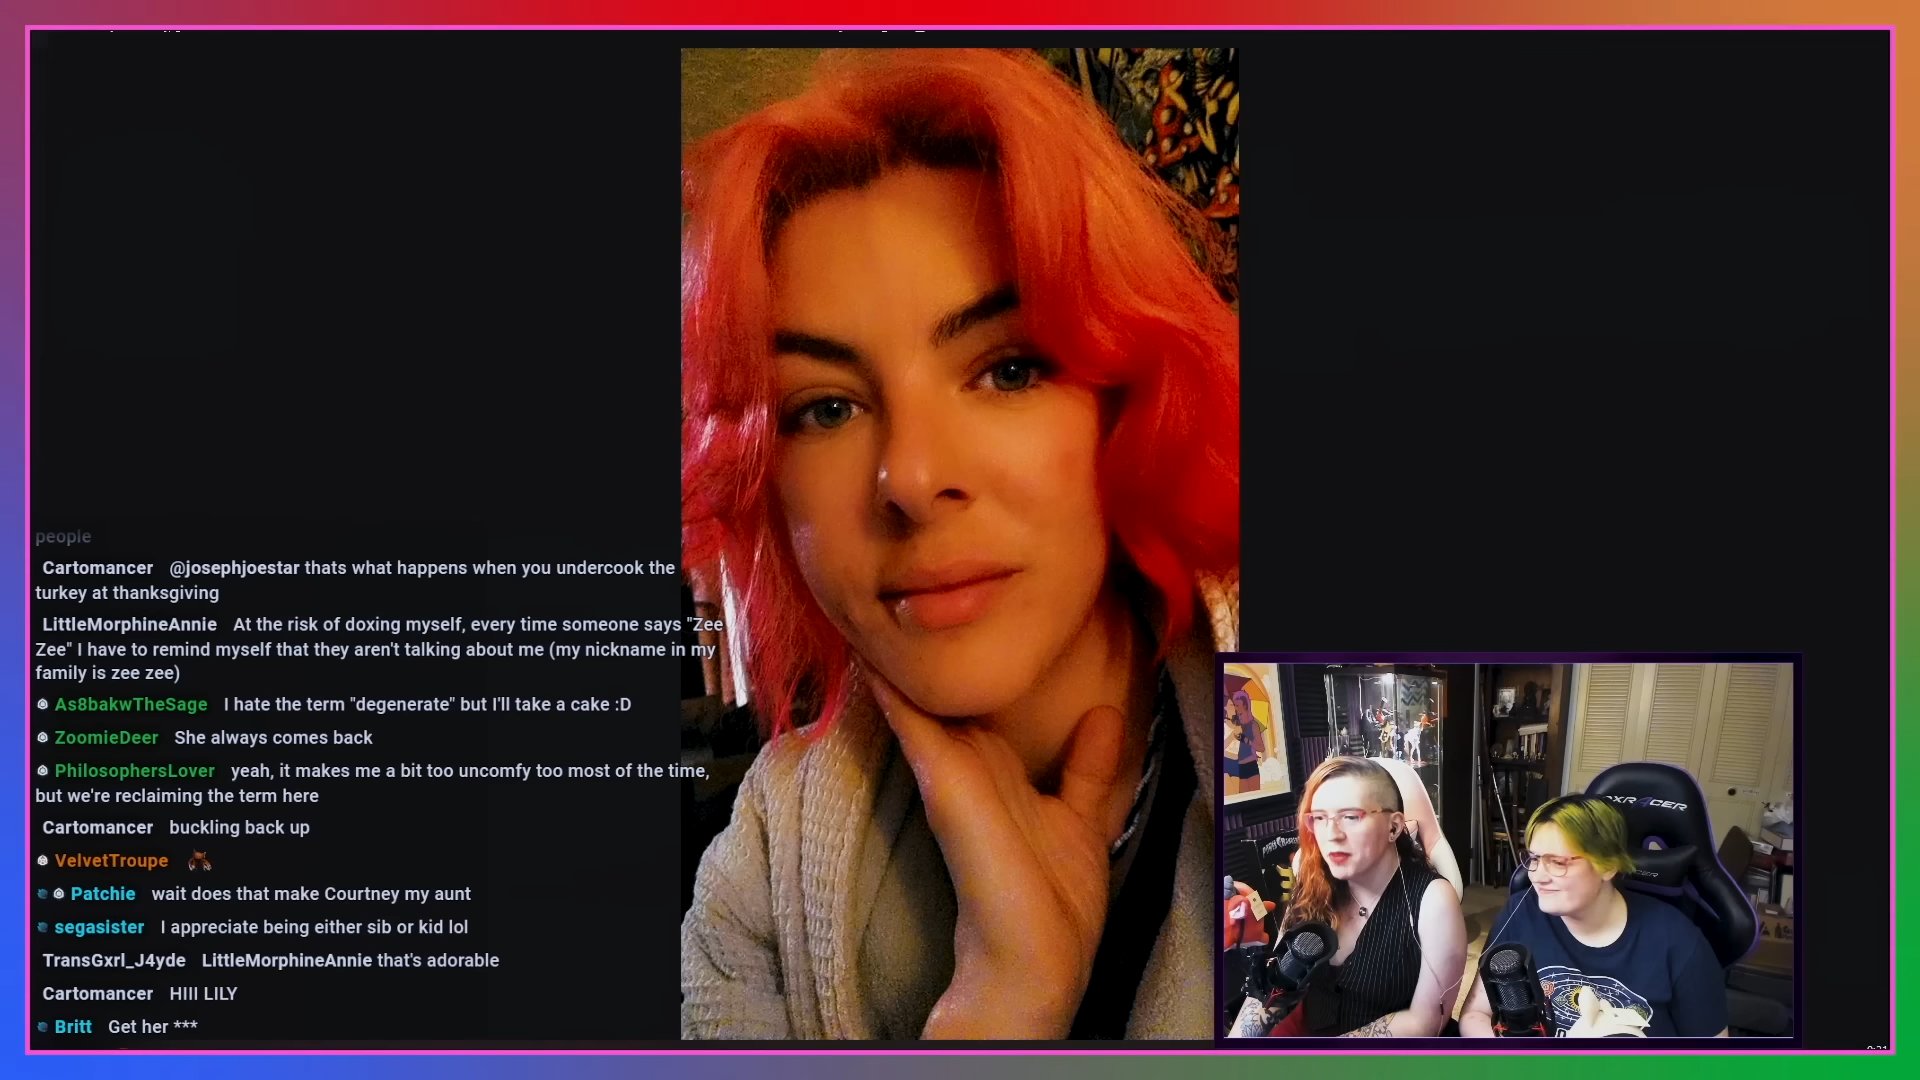 people
Cartomancer @josephjoestar thats what happens when you undercook the
turkey at thanksgiving
LittleMorphineAnnie At the risk of doxing myself, every time someone says "Zee
Zee" I have to remind myself that they aren't talking about me (my nickname in my
family is zee zee)
As8bakwTheSage I hate the term "degenerate" but I'll take a cake :D
ZoomieDeer She always comes back
PhilosophersLover yeah, it makes me a bit too uncomfy too most of the time,
but we're reclaiming the term here
Cartomancer buckling back up
VelvetTroupe
Patchie wait does that make Courtney my aunt
segasister I appreciate being either sib or kid lol
TransGxrl_J4yde LittleMorphineAnnie that's adorable
Cartomancer HIII LILY
Britt Get her ***